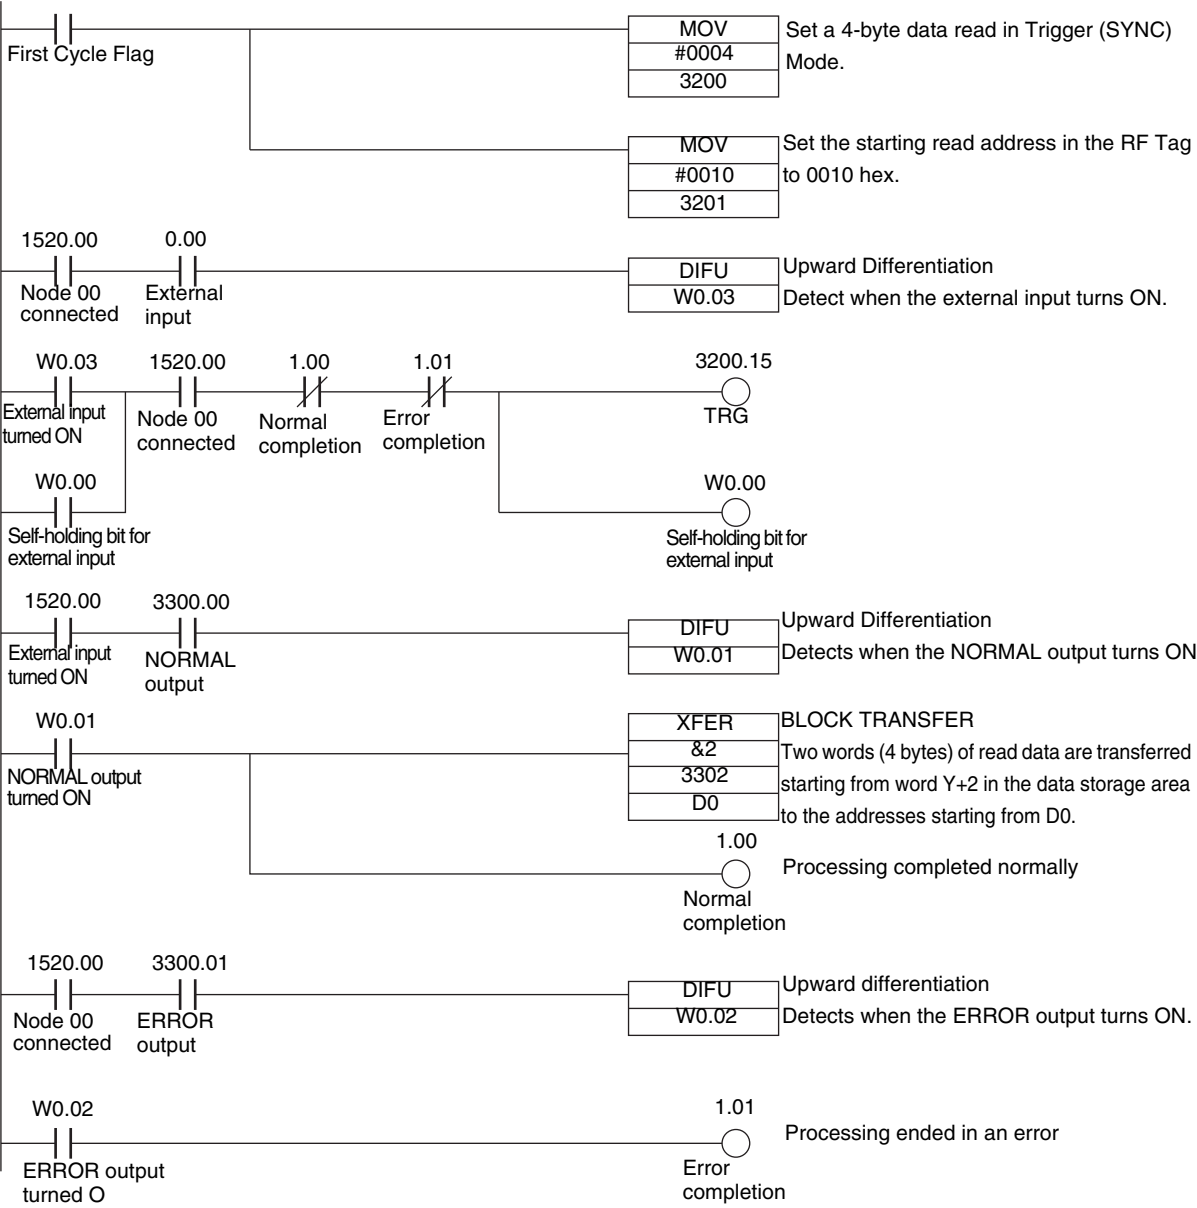 MOV
Set a 4-byte data read in Trigger (SYNC)
First Cycle Flag
#0004
Mode.
3200
MOV
Set the starting read address in the RF Tag
#0010
to 0010 hex.
3201
1520.00
0.00
DIFU
Upward Differentiation
Node 00
connected
External
input
W0.03
Detect when the external input turns ON.
W0.03
1520.00
1.00
1.01
3200.15
External input
turned ON
Node 00
connected
Normal
completion
Error
completion
TRG
W0.00
W0.00
Self-holding bit for
external input
Self-holding bit for
external input
1520.00
3300.00
DIFU
Upward Differentiation
External input
turned ON
NORMAL
output
W0.01
Detects when the NORMAL output turns ON
W0.01
XFER
BLOCK TRANSFER
&2
Two words (4 bytes) of read data are transferred
NORMAL output
turned ON
3302
starting from word Y+2 in the data storage area
D0
to the addresses starting from D0.
1.00
Processing completed normally
Normal
completion
1520.00
3300.01
DIFU
Upward differentiation
Node 00
connected
ERROR
output
W0.02
Detects when the ERROR output turns ON.
W0.02
1.01
Processing ended in an error
ERROR output
turned O
Error
completion